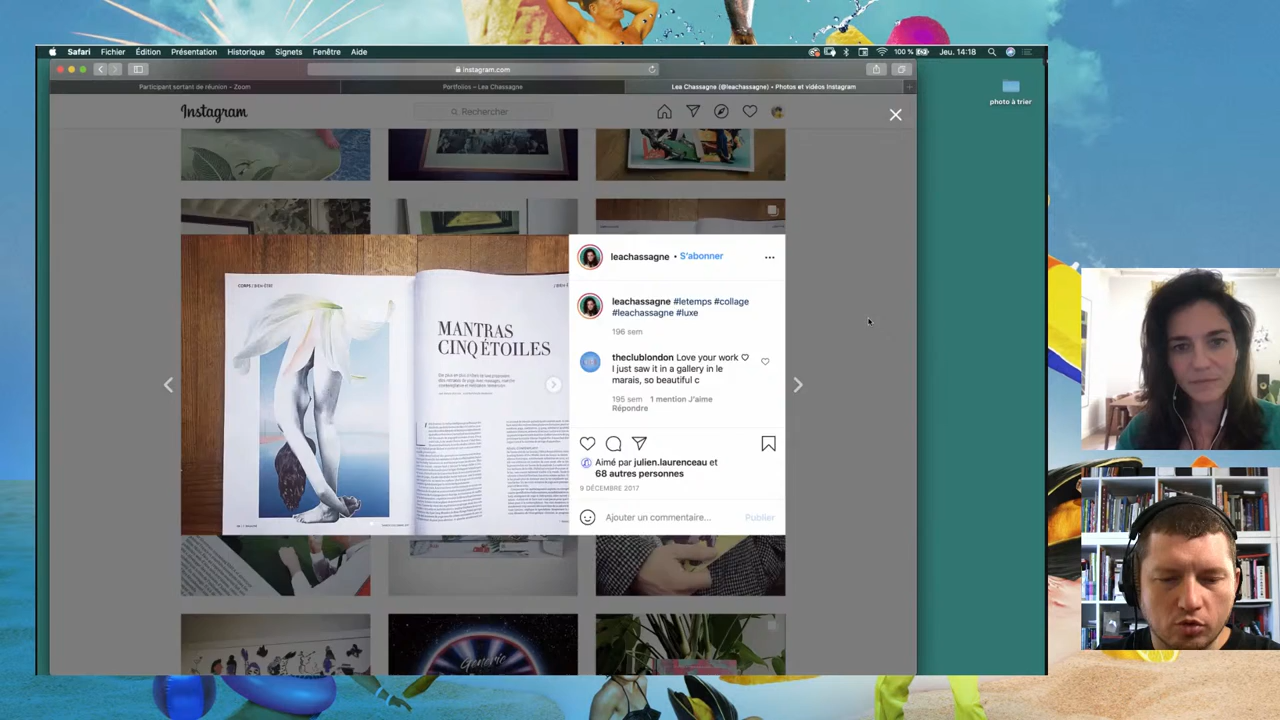 Safari Fichier Édition Présentation Historique Signets Fenêtre Aide
100 % Jeu. 14:18
instagram.com
Participant sortant de réunion - Zoom
Portfolios – Lea Chassagne
Lea Chassagne (@leachassagne) • Photos et vidéos Instagram
photo à trier
Instagram
Rechercher
CORPS / BIEN-ÊTRE
MANTRAS
CINQ ÉTOILES
Generic
leachassagne • S'abonner
leachassagne #letemps #collage
#leachassagne #luxe
196 sem
theclublondon Love your work ♡
I just saw it in a gallery in le
marais, so beautiful c
195 sem 1 mention J'aime
Répondre
Aimé par julien.laurenceau et
68 autres personnes
9 DÉCEMBRE 2017
Ajouter un commentaire...
Publier